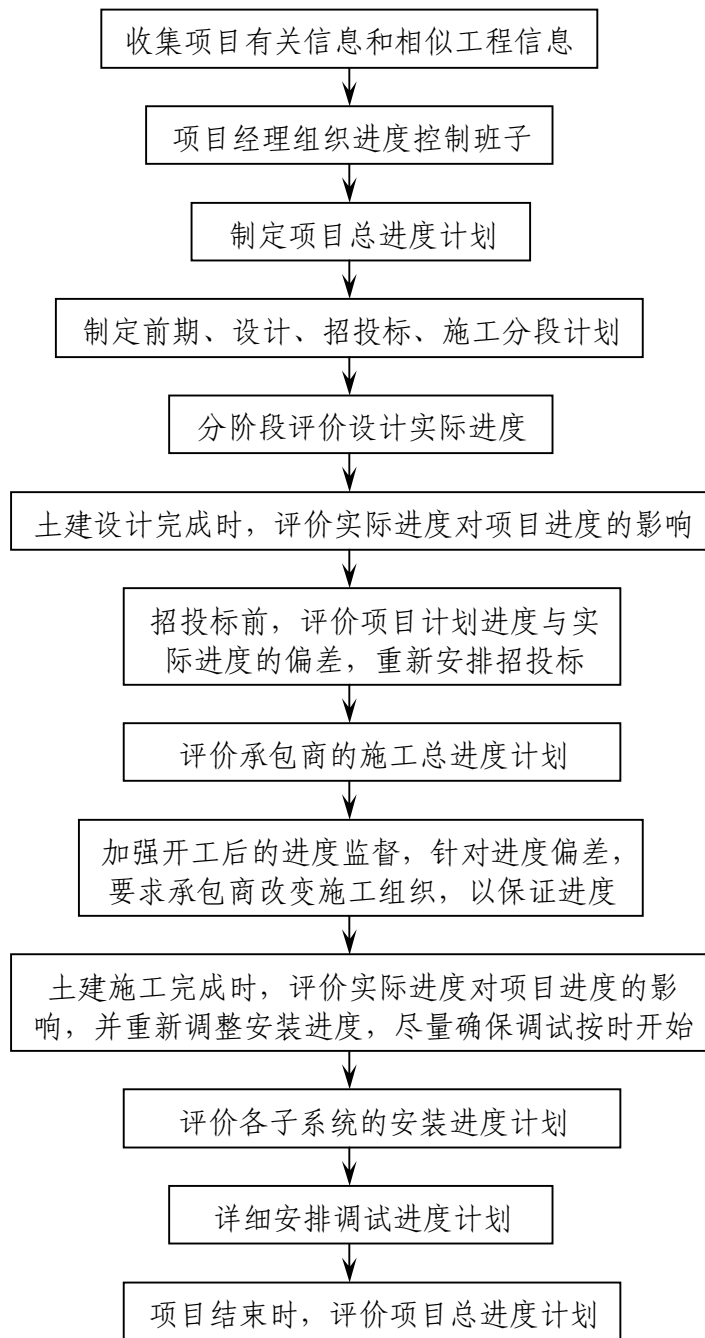 收集项目有关信息和相似工程信息
项目经理组织进度控制班子
制定项目总进度计划
制定前期、设计、招投标、施工分段计划
分阶段评价设计实际进度
土建设计完成时，评价实际进度对项目进度的影响
招投标前，评价项目计划进度与实
际进度的偏差，重新安排招投标
评价承包商的施工总进度计划
加强开工后的进度监督，针对进度偏差，
要求承包商改变施工组织，以保证进度
土建施工完成时，评价实际进度对项目进度的影
响，并重新调整安装进度，尽量确保调试按时开始
评价各子系统的安装进度计划
详细安排调试进度计划
项目结束时，评价项目总进度计划